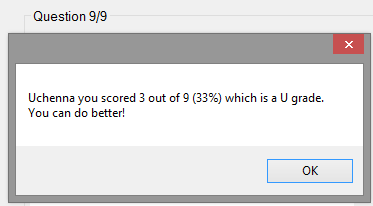 Question 9/9
Uchenna you scored 3 out of 9 (33%) which is a U grade.
You can do better!
OK